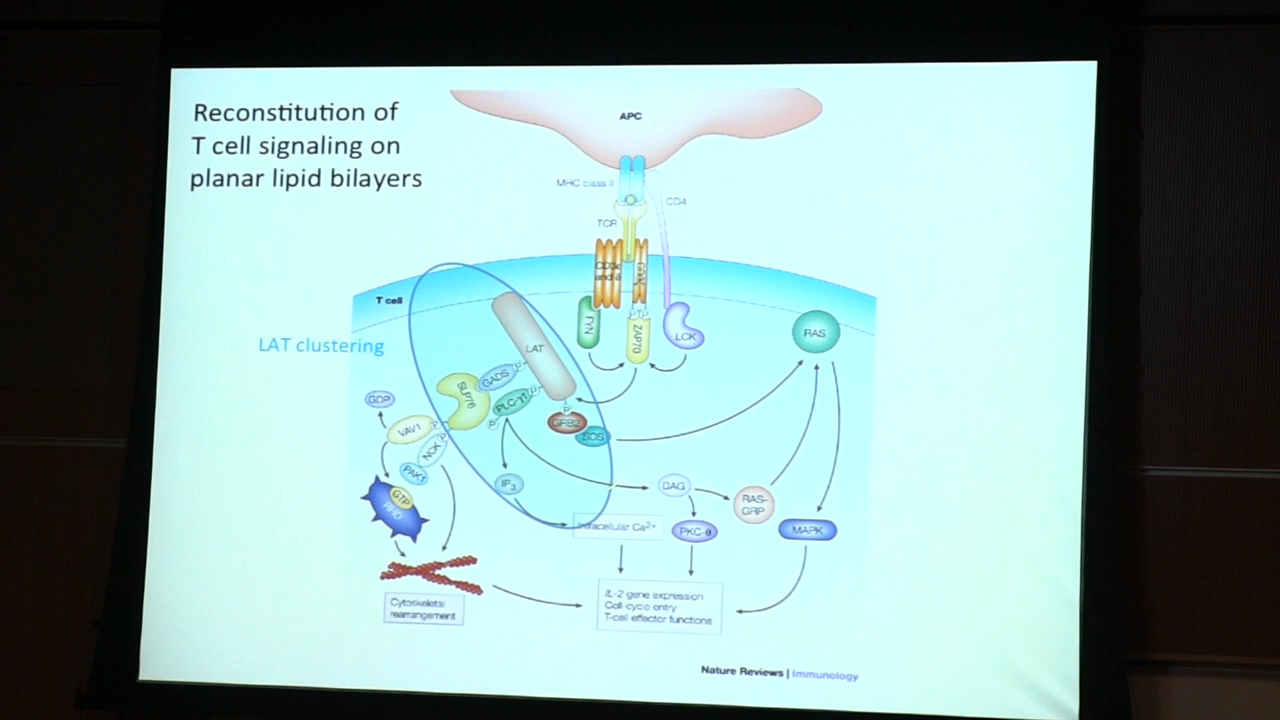 Reconstitution of
T cell signaling on
planar lipid bilayers
APC
MHC class II
CD4
TCR
T cell
FYN
P P
ZAP70
LCK
RAS
LAT clustering
LAT
GADS
P
SLP76
PLC-γ1
P
P
P
GRB2
SOS
GDP
VAV1
P
NCK
P
PAK1
GTP
RHO
IP3
DAG
RAS-
GRP
Intracellular Ca2+
PKC-θ
MAPK
Cytoskeletal
rearrangement
IL-2 gene expression
Cell-cycle entry
T-cell effector functions
Nature Reviews | Immunology